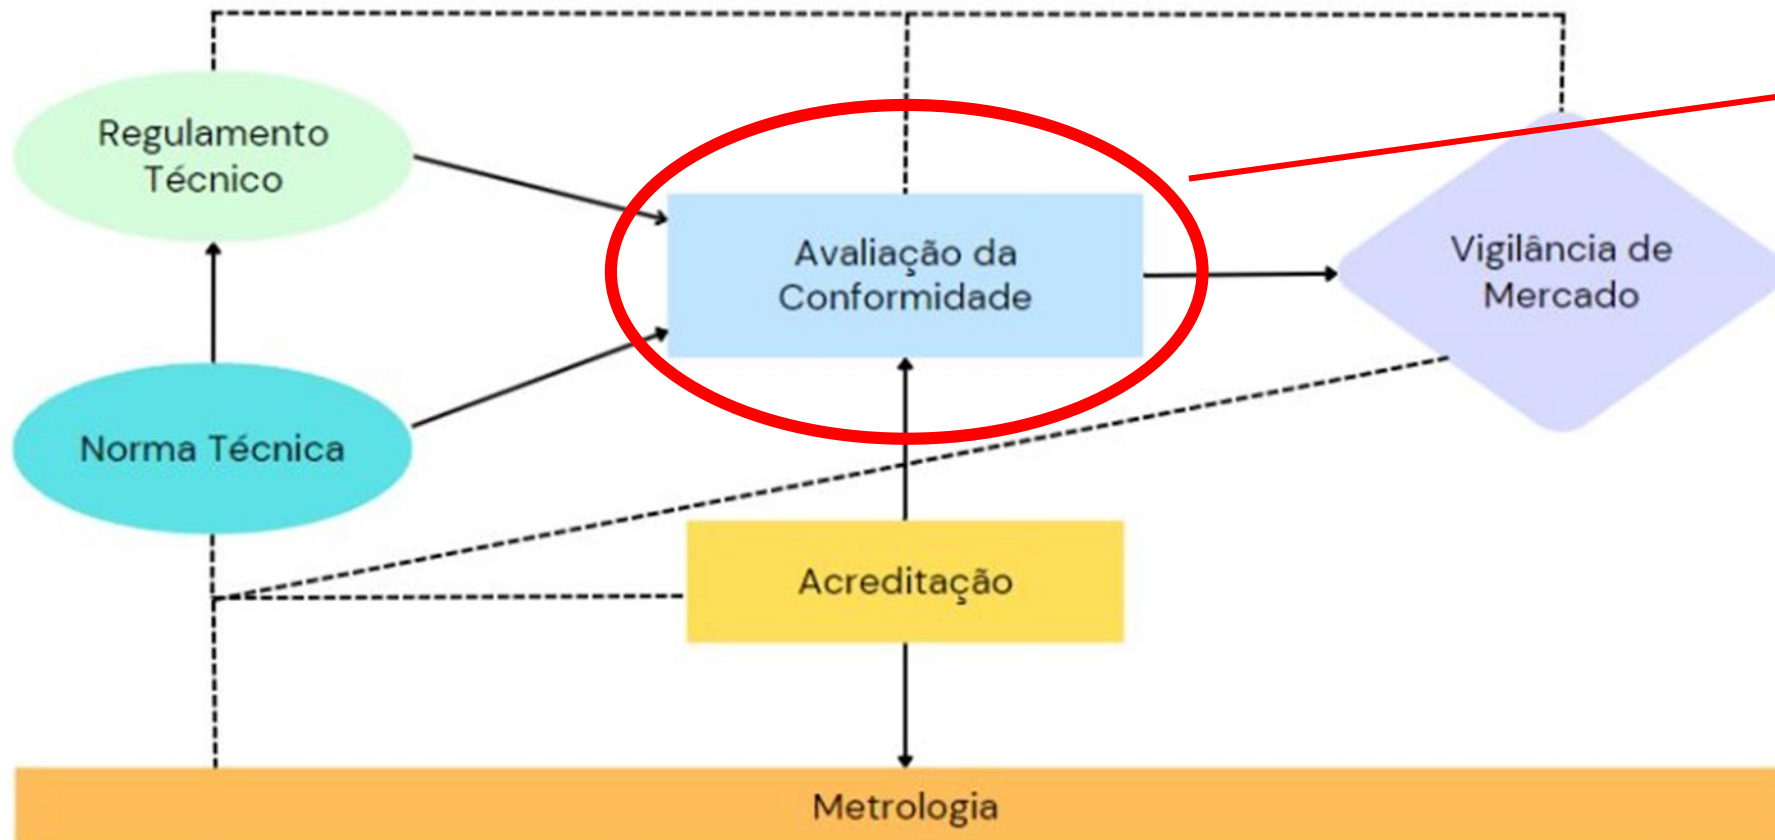 Regulamento
Técnico
Avaliação da
Conformidade
Vigilância de
Mercado
Norma Técnica
Acreditação
Metrologia